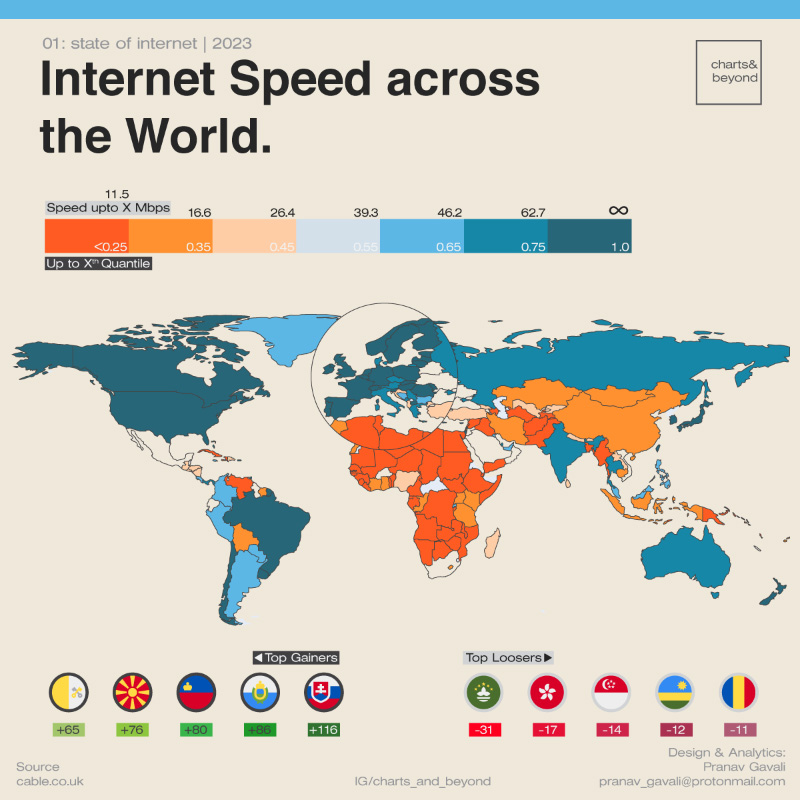 01: state of internet | 2023
Internet Speed across
the World.
charts&
beyond
11.5
Speed upto X Mbps
16.6
26.4
39.3
46.2
62.7
∞
<0.25
0.35
0.45
0.55
0.65
0.75
1.0
Up to Xᵗʰ Quantile
◀Top Gainers
Top Loosers▶
+65
+76
+80
+86
+116
-31
-17
-14
-12
-11
Source
cable.co.uk
IG/charts_and_beyond
Design & Analytics:
Pranav Gavali
pranav_gavali@protonmail.com